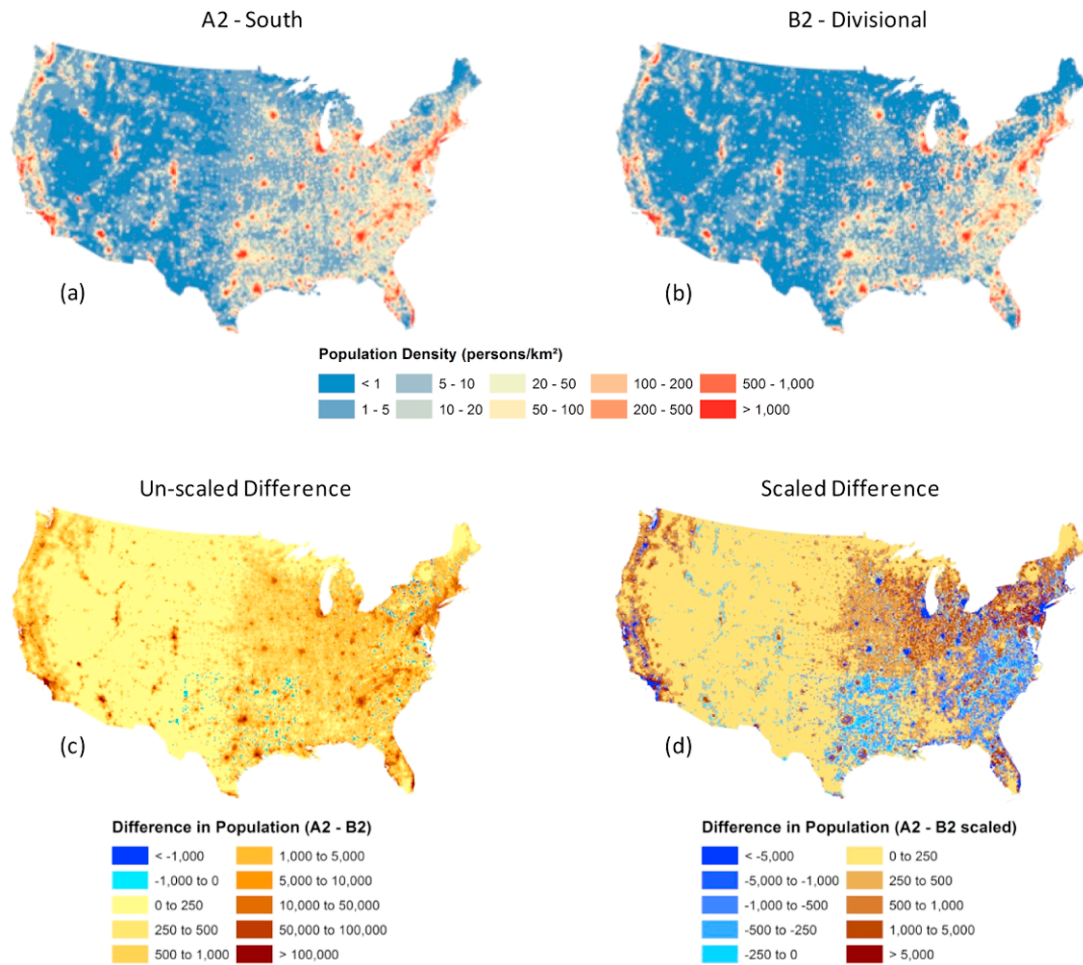 A2 - South
B2 - Divisional
(a)
(b)
Population Density (persons/km²)
< 1
5 - 10
20 - 50
100 - 200
500 - 1,000
1 - 5
10 - 20
50 - 100
200 - 500
> 1,000
Un-scaled Difference
Scaled Difference
(c)
(d)
Difference in Population (A2 - B2)
< -1,000
1,000 to 5,000
-1,000 to 0
5,000 to 10,000
0 to 250
10,000 to 50,000
250 to 500
50,000 to 100,000
500 to 1,000
> 100,000
Difference in Population (A2 - B2 scaled)
< -5,000
0 to 250
-5,000 to -1,000
250 to 500
-1,000 to -500
500 to 1,000
-500 to -250
1,000 to 5,000
-250 to 0
> 5,000